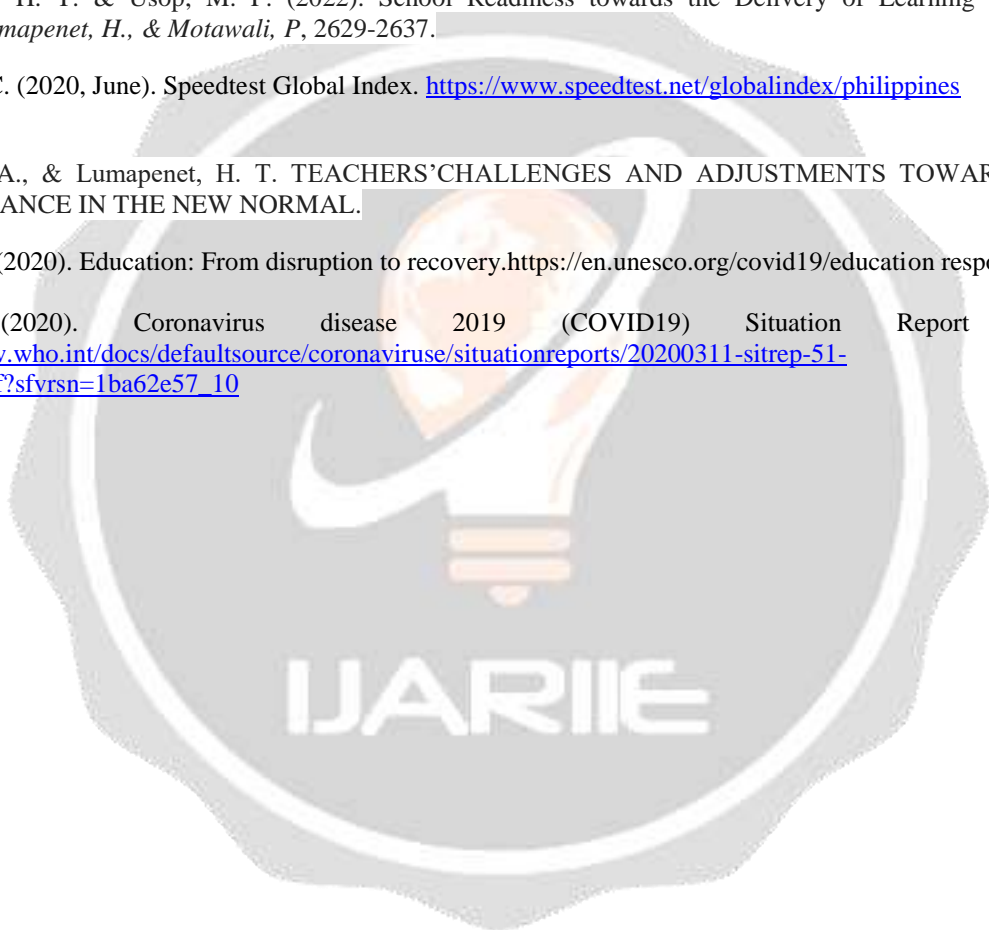 H. T. & Usop, M. P. (2022). School Readiness towards the Delivery of Learning
mapenet, H., & Motawali, P, 2629-2637.
C. (2020, June). Speedtest Global Index. https://www.speedtest.net/globalindex/philippines
A., & Lumapenet, H. T. TEACHERS'CHALLENGES AND ADJUSTMENTS TOWAR
ANCE IN THE NEW NORMAL.
(2020). Education: From disruption to recovery.https://en.unesco.org/covid19/education respo
(2020). Coronavirus disease 2019 (COVID19) Situation Report
w.who.int/docs/defaultsource/coronaviruse/situationreports/20200311-sitrep-51-
f?sfvrsn=1ba62e57_10
IJARIIE